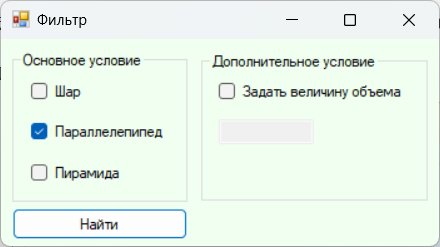 Фильтр
Основное условие
Шар
Параллелепипед
Пирамида
Найти
Дополнительное условие
Задать величину объема